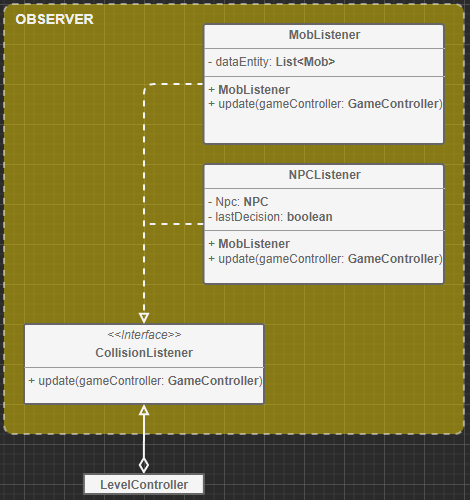 OBSERVER
MobListener
- dataEntity: List<Mob>
+ MobListener
+ update(gameController: GameController)
NPCListener
- Npc: NPC
- lastDecision: boolean
+ MobListener
+ update(gameController: GameController)
<<Interface>>
CollisionListener
+ update(gameController: GameController)
LevelController